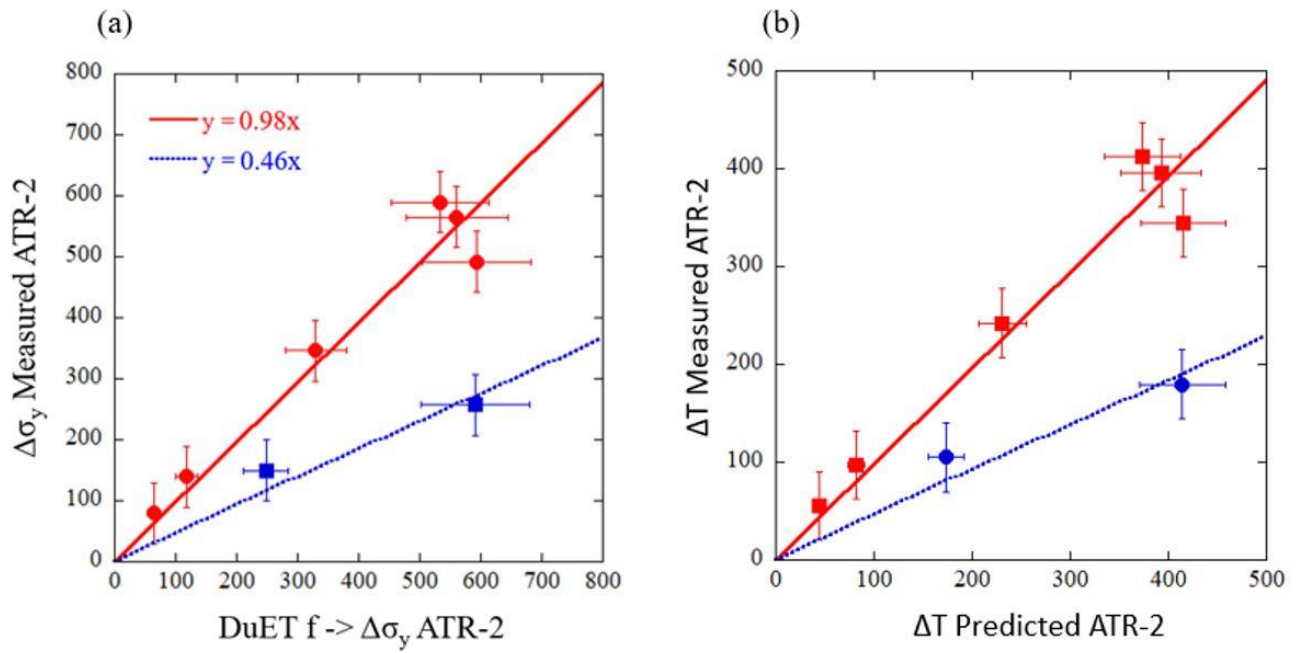 (a)
800
700
600
500
400
300
200
100
0
y = 0.98x
y = 0.46x
0 100 200 300 400 500 600 700 800
Δσy Measured ATR-2
DuET f -> Δσy ATR-2
(b)
500
400
300
200
100
0
0 100 200 300 400 500
ΔT Measured ATR-2
ΔT Predicted ATR-2